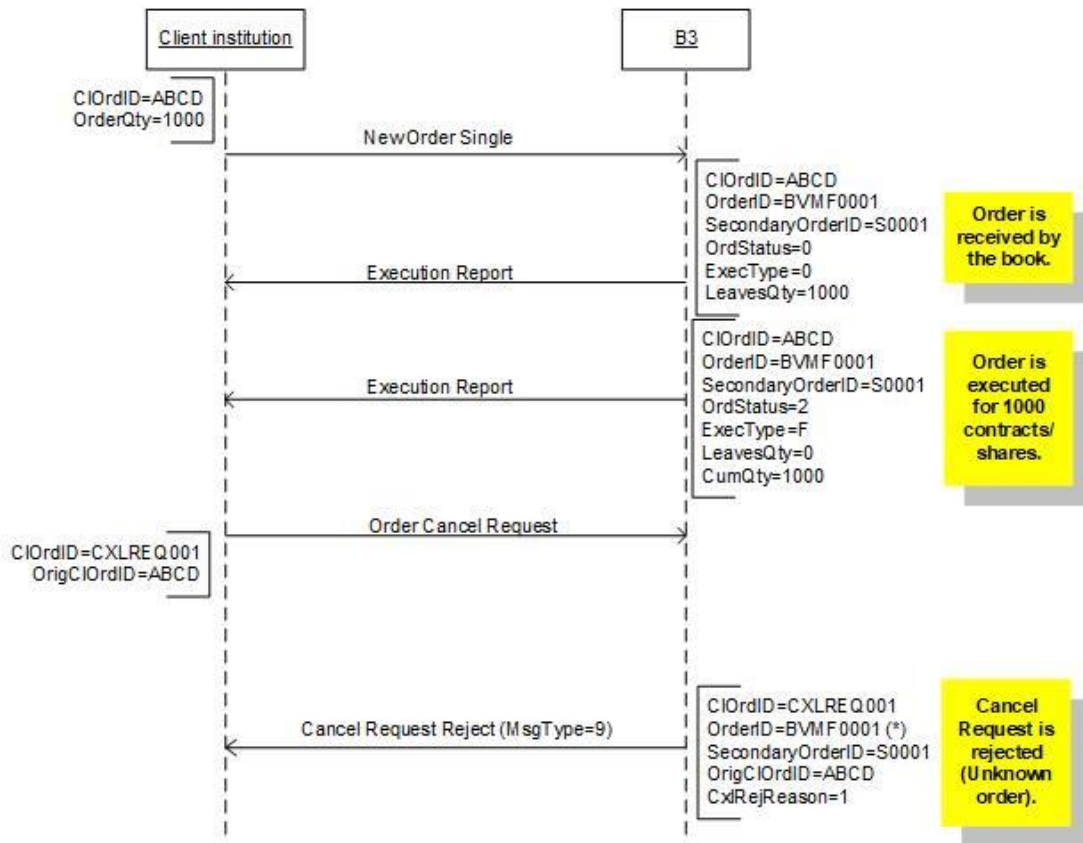 Client institution
B3
ClOrdID=ABCD
OrderQty=1000
NewOrder Single
ClOrdID=ABCD
OrderID=BVMF0001
SecondaryOrderID=S0001
OrdStatus=0
ExecType=0
LeavesQty=1000
Order is
received by
the book.
Execution Report
ClOrdID=ABCD
OrderID=BVMF0001
SecondaryOrderID=S0001
OrdStatus=2
ExecType=F
LeavesQty=0
CumQty=1000
Order is
executed
for 1000
contracts/
shares.
Execution Report
Order Cancel Request
ClOrdID=CXLREQ001
OrigClOrdID=ABCD
Cancel Request Reject (MsgType=9)
ClOrdID=CXLREQ001
OrderID=BVMF0001 (*)
SecondaryOrderID=S0001
OrigClOrdID=ABCD
CxlRejReason=1
Cancel
Request is
rejected
(Unknown
order).